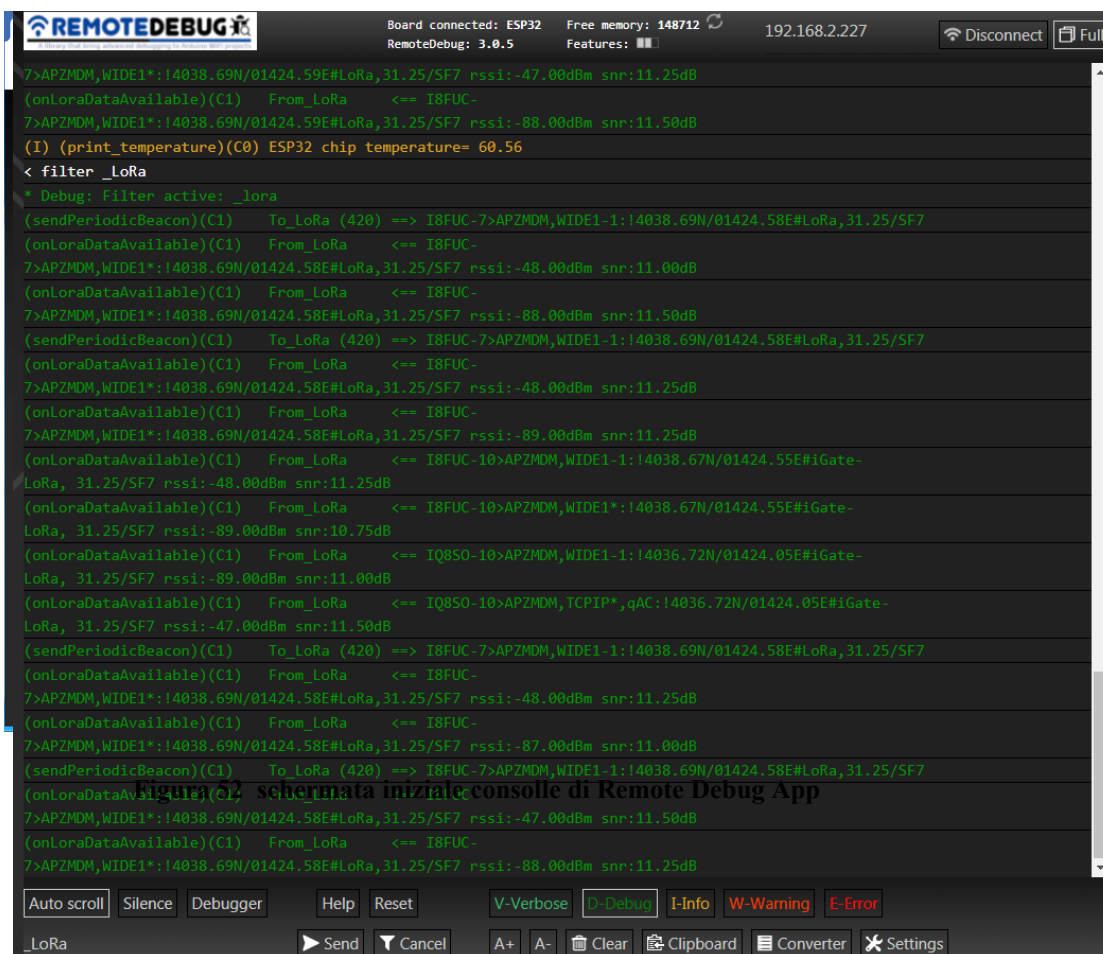 REMOTEDEBUG
A library that bring advanced debugging to Arduino WiFi projects
Board connected: ESP32 Free memory: 148712
RemoteDebug: 3.0.5 Features:
192.168.2.227
Disconnect Full
7>APZMDM,WIDE1*:!4038.69N/01424.59E#LoRa,31.25/SF7 rssi:-47.00dBm snr:11.25dB
(onLoraDataAvailable)(C1) From_LoRa <== I8FUC-
7>APZMDM,WIDE1*:!4038.69N/01424.59E#LoRa,31.25/SF7 rssi:-88.00dBm snr:11.50dB
(I) (print_temperature)(C0) ESP32 chip temperature= 60.56
< filter _LoRa
* Debug: Filter active: _lora
(sendPeriodicBeacon)(C1) To_LoRa (420) ==> I8FUC-7>APZMDM,WIDE1-1:!4038.69N/01424.58E#LoRa,31.25/SF7
(onLoraDataAvailable)(C1) From_LoRa <== I8FUC-
7>APZMDM,WIDE1*:!4038.69N/01424.58E#LoRa,31.25/SF7 rssi:-48.00dBm snr:11.00dB
(onLoraDataAvailable)(C1) From_LoRa <== I8FUC-
7>APZMDM,WIDE1*:!4038.69N/01424.58E#LoRa,31.25/SF7 rssi:-88.00dBm snr:11.50dB
(sendPeriodicBeacon)(C1) To_LoRa (420) ==> I8FUC-7>APZMDM,WIDE1-1:!4038.69N/01424.58E#LoRa,31.25/SF7
(onLoraDataAvailable)(C1) From_LoRa <== I8FUC-
7>APZMDM,WIDE1*:!4038.69N/01424.58E#LoRa,31.25/SF7 rssi:-48.00dBm snr:11.25dB
(onLoraDataAvailable)(C1) From_LoRa <== I8FUC-
7>APZMDM,WIDE1*:!4038.69N/01424.58E#LoRa,31.25/SF7 rssi:-89.00dBm snr:11.25dB
(onLoraDataAvailable)(C1) From_LoRa <== I8FUC-10>APZMDM,WIDE1-1:!4038.67N/01424.55E#iGate-
LoRa, 31.25/SF7 rssi:-48.00dBm snr:11.25dB
(onLoraDataAvailable)(C1) From_LoRa <== I8FUC-10>APZMDM,WIDE1*:!4038.67N/01424.55E#iGate-
LoRa, 31.25/SF7 rssi:-89.00dBm snr:10.75dB
(onLoraDataAvailable)(C1) From_LoRa <== IQ8SO-10>APZMDM,WIDE1-1:!4036.72N/01424.05E#iGate-
LoRa, 31.25/SF7 rssi:-89.00dBm snr:11.00dB
(onLoraDataAvailable)(C1) From_LoRa <== IQ8SO-10>APZMDM,TCPIP*,qAC:!4036.72N/01424.05E#iGate-
LoRa, 31.25/SF7 rssi:-47.00dBm snr:11.50dB
(sendPeriodicBeacon)(C1) To_LoRa (420) ==> I8FUC-7>APZMDM,WIDE1-1:!4038.69N/01424.58E#LoRa,31.25/SF7
(onLoraDataAvailable)(C1) From_LoRa <== I8FUC-
7>APZMDM,WIDE1*:!4038.69N/01424.58E#LoRa,31.25/SF7 rssi:-48.00dBm snr:11.25dB
(onLoraDataAvailable)(C1) From_LoRa <== I8FUC-
7>APZMDM,WIDE1*:!4038.69N/01424.58E#LoRa,31.25/SF7 rssi:-87.00dBm snr:11.00dB
(sendPeriodicBeacon)(C1) To_LoRa (420) ==> I8FUC-7>APZMDM,WIDE1-1:!4038.69N/01424.58E#LoRa,31.25/SF7
Figura 52 schermata iniziale consolle di Remote Debug App
(onLoraDataAvailable)(C1) From_LoRa <== I8FUC-
7>APZMDM,WIDE1*:!4038.69N/01424.58E#LoRa,31.25/SF7 rssi:-47.00dBm snr:11.50dB
(onLoraDataAvailable)(C1) From_LoRa <== I8FUC-
7>APZMDM,WIDE1*:!4038.69N/01424.58E#LoRa,31.25/SF7 rssi:-88.00dBm snr:11.25dB
Auto scroll Silence Debugger Help Reset V-Verbose D-Debug I-Info W-Warning E-Error
_LoRa Send Cancel A+ A- Clear Clipboard Converter Settings